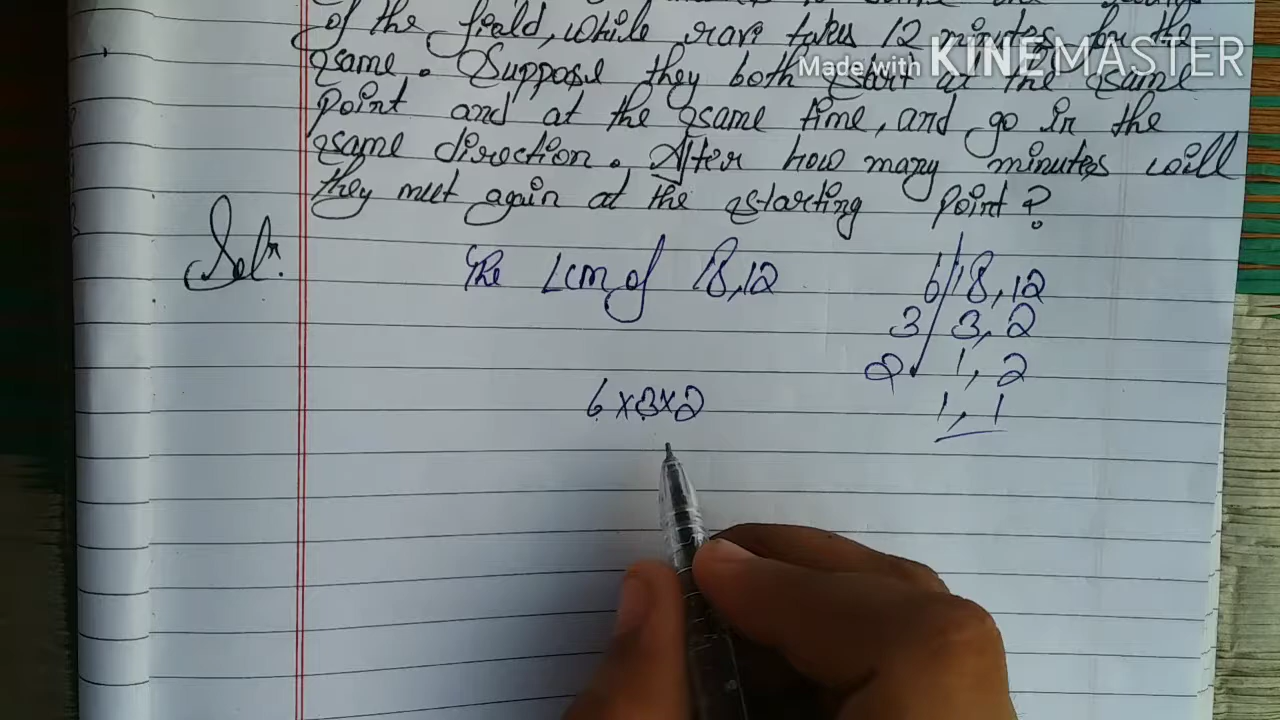 of the field, while ravi takes 12 minutes for the
Made with KINEMASTER
same. Suppose they both start at the same
point and at the same time, and go in the
same direction. After how many minutes will
they meet again at the starting point?
Soln. The LCM of 18,12
6 18, 12
3 3, 2
2 1, 2
1, 1
6×3×2